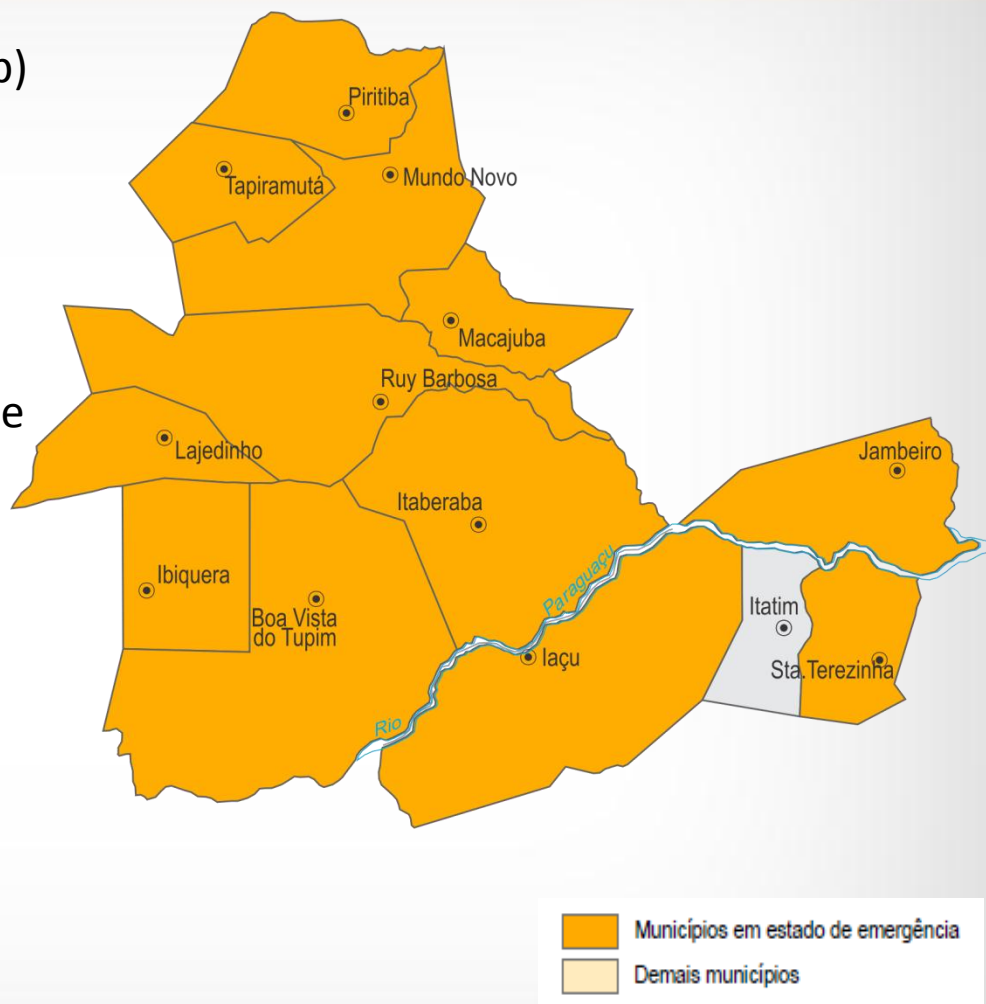 o)
Piritiba
Tapiramutá
Mundo Novo
Macajuba
Ruy Barbosa
e
Lajedinho
Jambeiro
Itaberaba
Paraguaçu
Ibiquera
Boa Vista
do Tupim
Itatim
Iaçu
Sta.Terezinha
Rio
Municípios em estado de emergência
Demais municípios